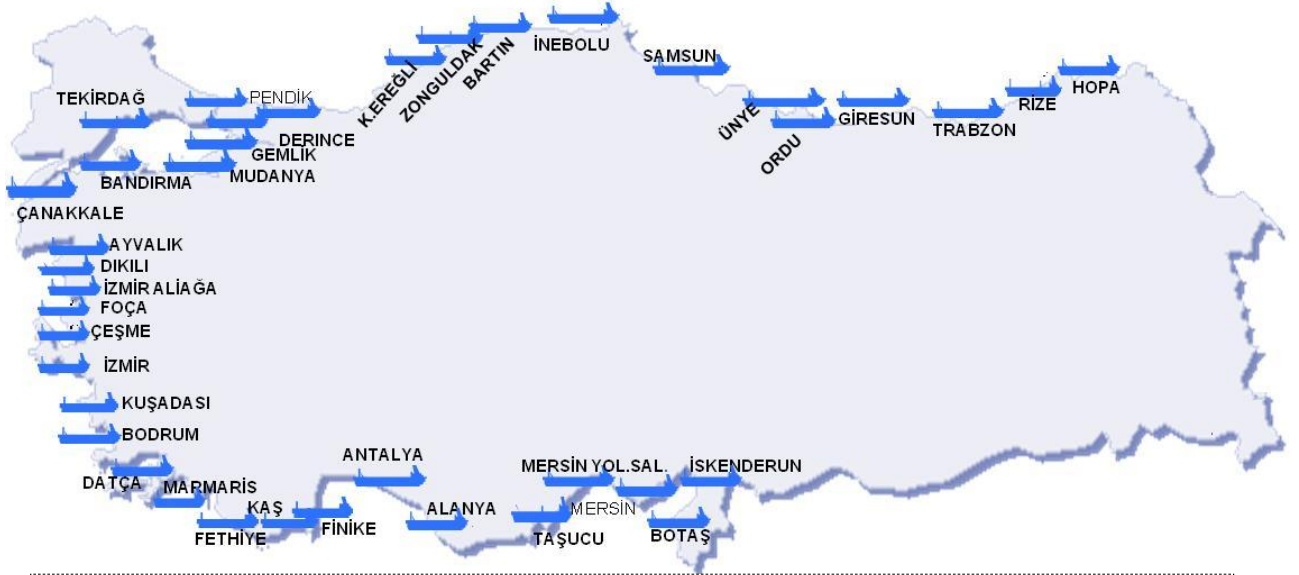 İNEBOLU
BARTIN
ZONGULDAK
K.EREĞLİ
SAMSUN
HOPA
RİZE
TRABZON
GİRESUN
ÜNYE
ORDU
TEKİRDAĞ
PENDİK
DERINCE
GEMLİK
MUDANYA
BANDIRMA
ÇANAKKALE
AYVALIK
DIKILI
İZMİR ALİAĞA
FOÇA
ÇEŞME
İZMİR
KUŞADASI
BODRUM
DATÇA
MARMARİS
FETHİYE
KAŞ
FİNİKE
ANTALYA
ALANYA
MERSİN YOL.SAL.
MERSİN
TAŞUCU
İSKENDERUN
BOTAŞ